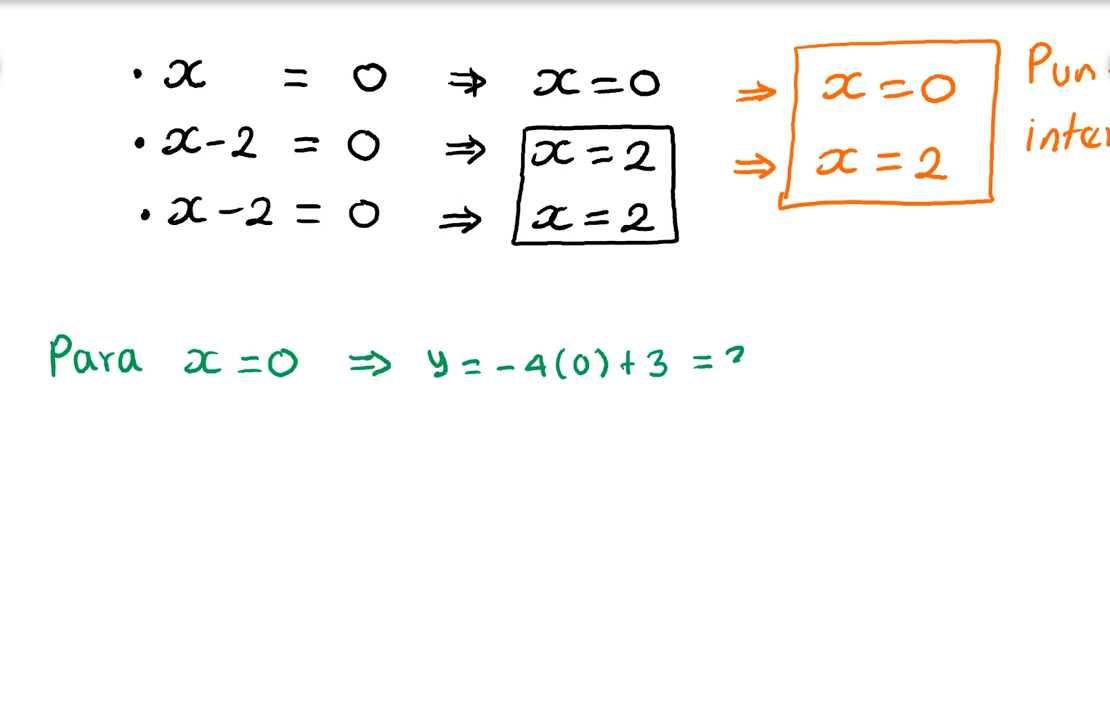 · x = 0 ⇒ x = 0 ⇒ x = 0
· x - 2 = 0 ⇒ x = 2 ⇒ x = 2
· x - 2 = 0 ⇒ x = 2
Para x = 0 ⇒ y = -4(0) + 3 =